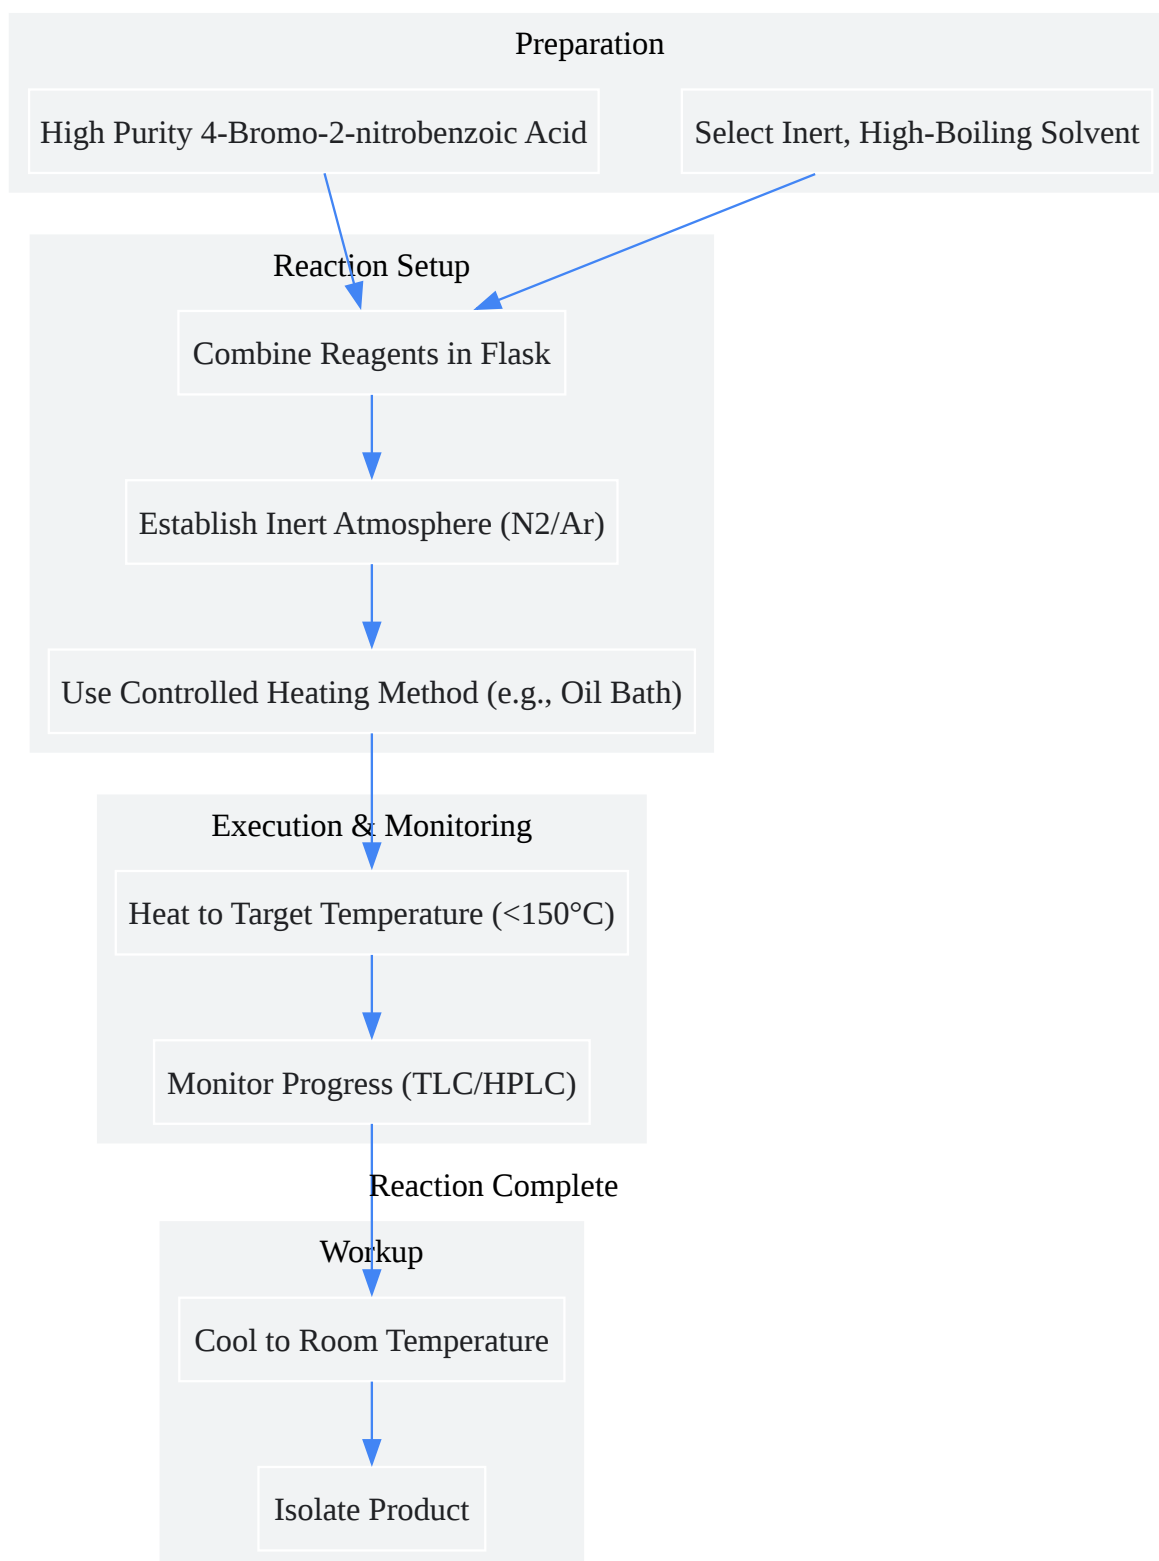 Preparation
High Purity 4-Bromo-2-nitrobenzoic Acid
Select Inert, High-Boiling Solvent
Reaction Setup
Combine Reagents in Flask
Establish Inert Atmosphere (N2/Ar)
Use Controlled Heating Method (e.g., Oil Bath)
Execution & Monitoring
Heat to Target Temperature (<150°C)
Monitor Progress (TLC/HPLC)
Reaction Complete
Workup
Cool to Room Temperature
Isolate Product